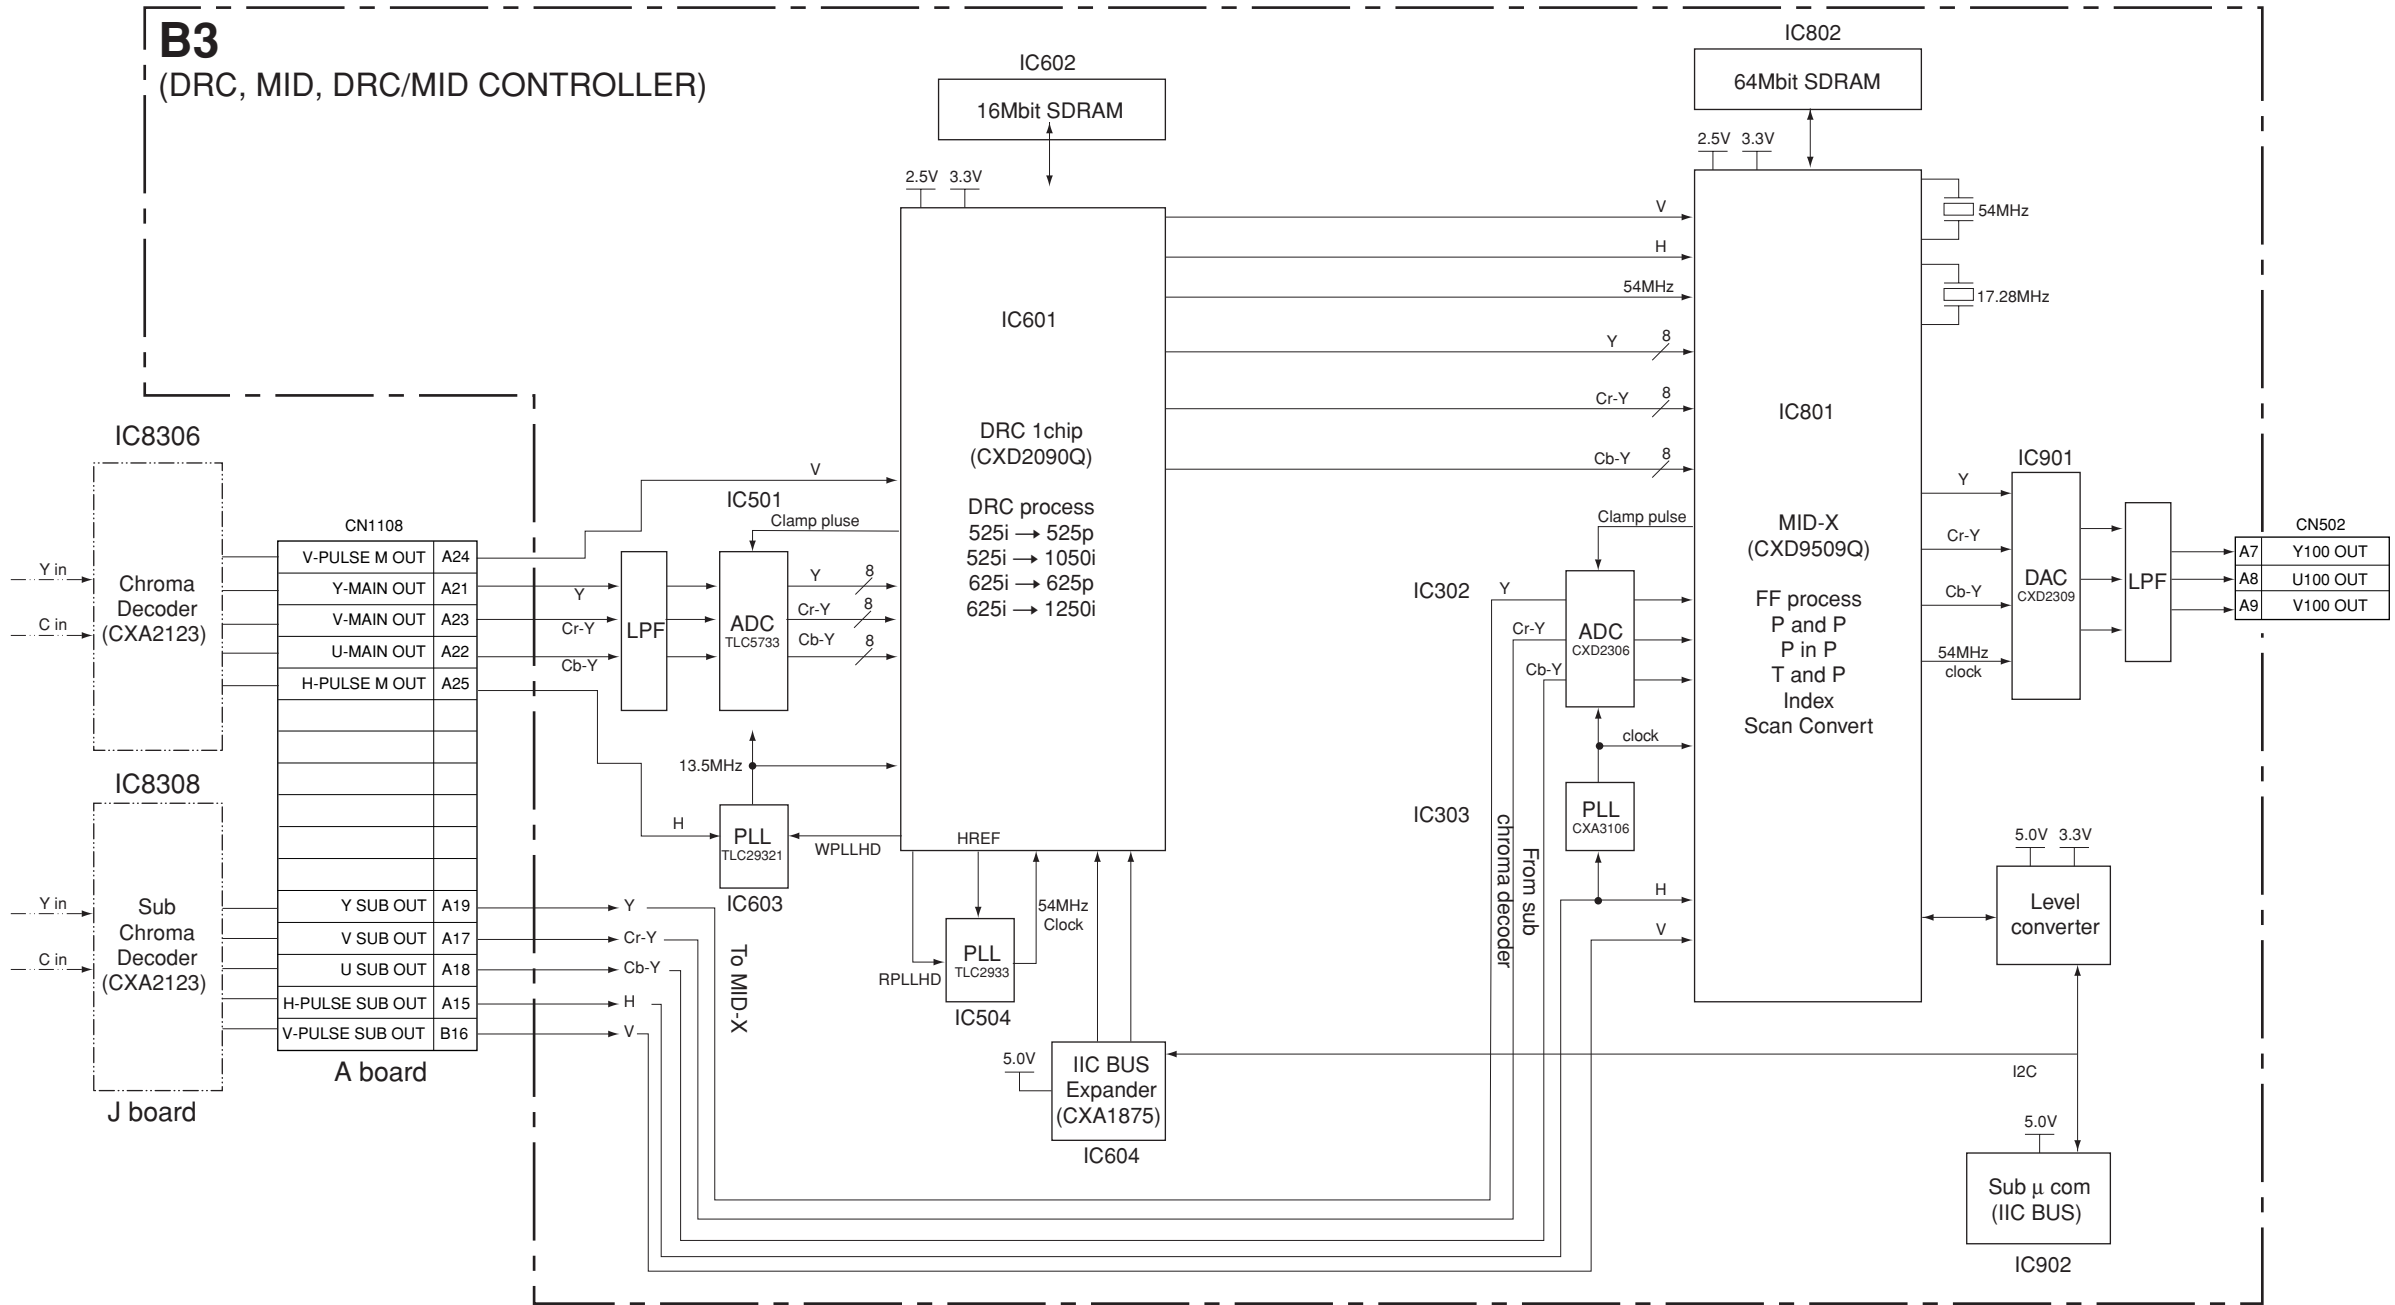 B3
(DRC, MID, DRC/MID CONTROLLER)
IC602
16Mbit SDRAM
IC802
64Mbit SDRAM
2.5V 3.3V
2.5V 3.3V
54MHz
17.28MHz
V
H
54MHz
Y 8
Cr-Y 8
Cb-Y 8
IC601
DRC 1chip
(CXD2090Q)
DRC process
525i → 525p
525i → 1050i
625i → 625p
625i → 1250i
HREF
IC801
MID-X
(CXD9509Q)
FF process
P and P
P in P
T and P
Index
Scan Convert
IC8306
Chroma
Decoder
(CXA2123)
Y in
C in
IC8308
Sub
Chroma
Decoder
(CXA2123)
Y in
C in
J board
CN1108
V-PULSE M OUT A24
Y-MAIN OUT A21
V-MAIN OUT A23
U-MAIN OUT A22
H-PULSE M OUT A25
Y SUB OUT A19
V SUB OUT A17
U SUB OUT A18
H-PULSE SUB OUT A15
V-PULSE SUB OUT B16
A board
V
Y
Cr-Y
Cb-Y
LPF
IC501
Clamp pluse
ADC
TLC5733
Y 8
Cr-Y 8
Cb-Y 8
13.5MHz
H
PLL
TLC29321
IC603
WPLLHD
Y
Cr-Y
Cb-Y
H
V
To MID-X
RPLLHD
PLL
TLC2933
IC504
54MHz
Clock
5.0V
IIC BUS
Expander
(CXA1875)
IC604
IC302
Clamp pulse
Y
Cr-Y
Cb-Y
ADC
CXD2306
clock
IC303
PLL
CXA3106
From sub
chroma decoder
H
V
Y
Cr-Y
Cb-Y
54MHz
clock
IC901
DAC
CXD2309
LPF
CN502
A7 Y100 OUT
A8 U100 OUT
A9 V100 OUT
5.0V 3.3V
Level
converter
I2C
5.0V
Sub μ com
(IIC BUS)
IC902